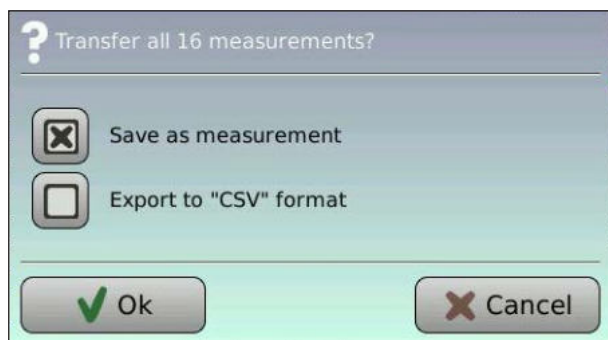 Transfer all 16 measurements?
Save as measurement
Export to "CSV" format
Ok
Cancel